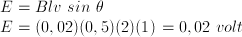 E = Blv sin θ
E = (0,02)(0,5)(2)(1) = 0,02 volt